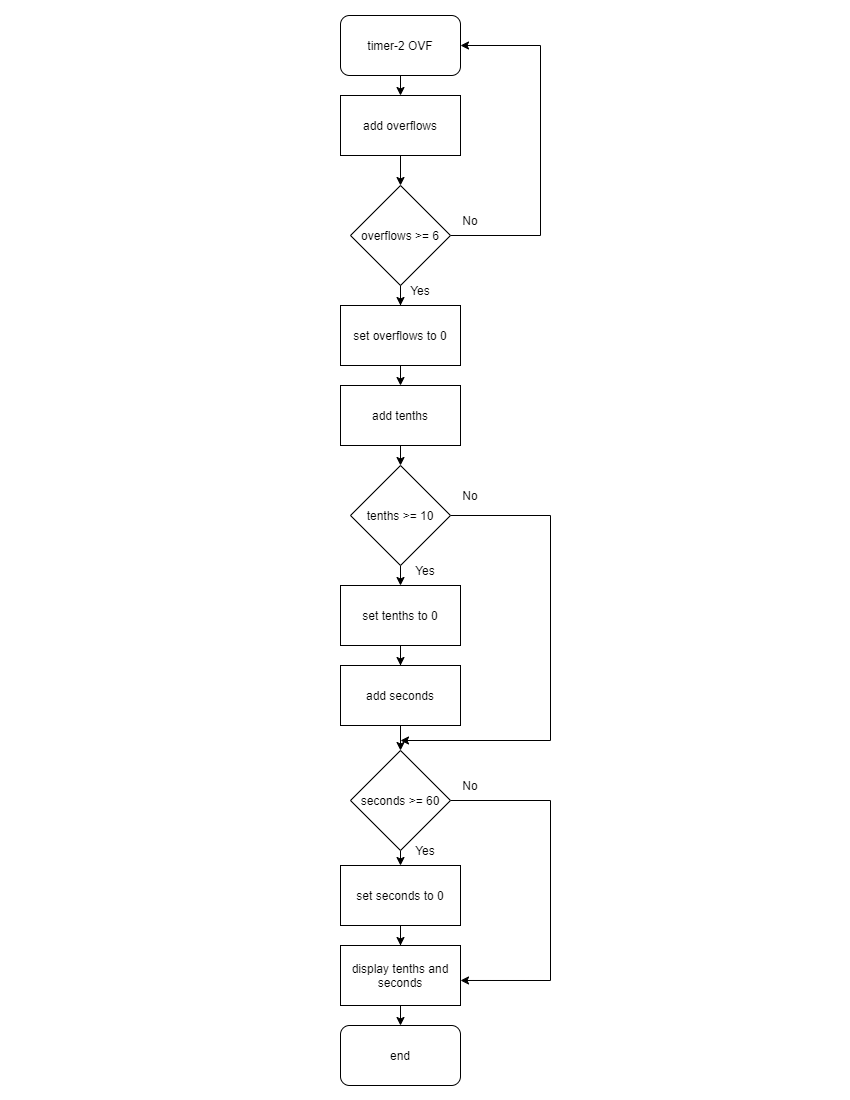 timer-2 OVF
add overflows
overflows >= 6
No
Yes
set overflows to 0
add tenths
No
tenths >= 10
Yes
set tenths to 0
add seconds
No
seconds >= 60
Yes
set seconds to 0
display tenths and
seconds
end